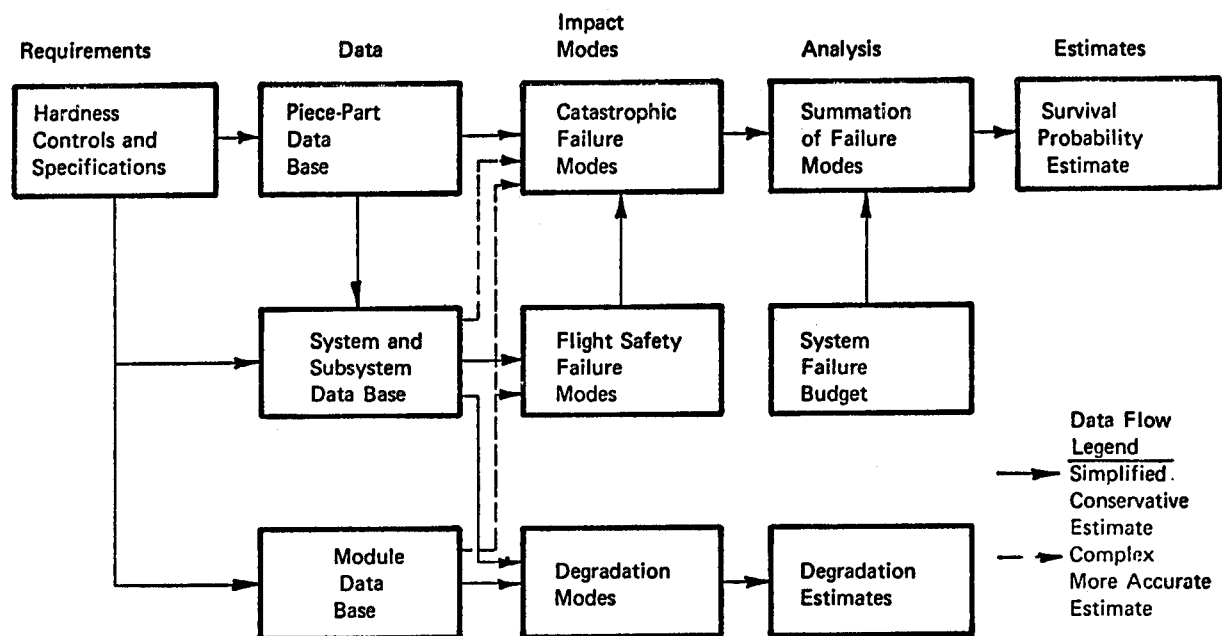 Requirements
Data
Impact
Modes
Analysis
Estimates
Hardness
Controls and
Specifications
Piece-Part
Data
Base
Catastrophic
Failure
Modes
Summation
of Failure
Modes
Survival
Probability
Estimate
System and
Subsystem
Data Base
Flight Safety
Failure
Modes
System
Failure
Budget
Module
Data
Base
Degradation
Modes
Degradation
Estimates
Data Flow
Legend
Simplified.
Conservative
Estimate
Complex
More Accurate
Estimate